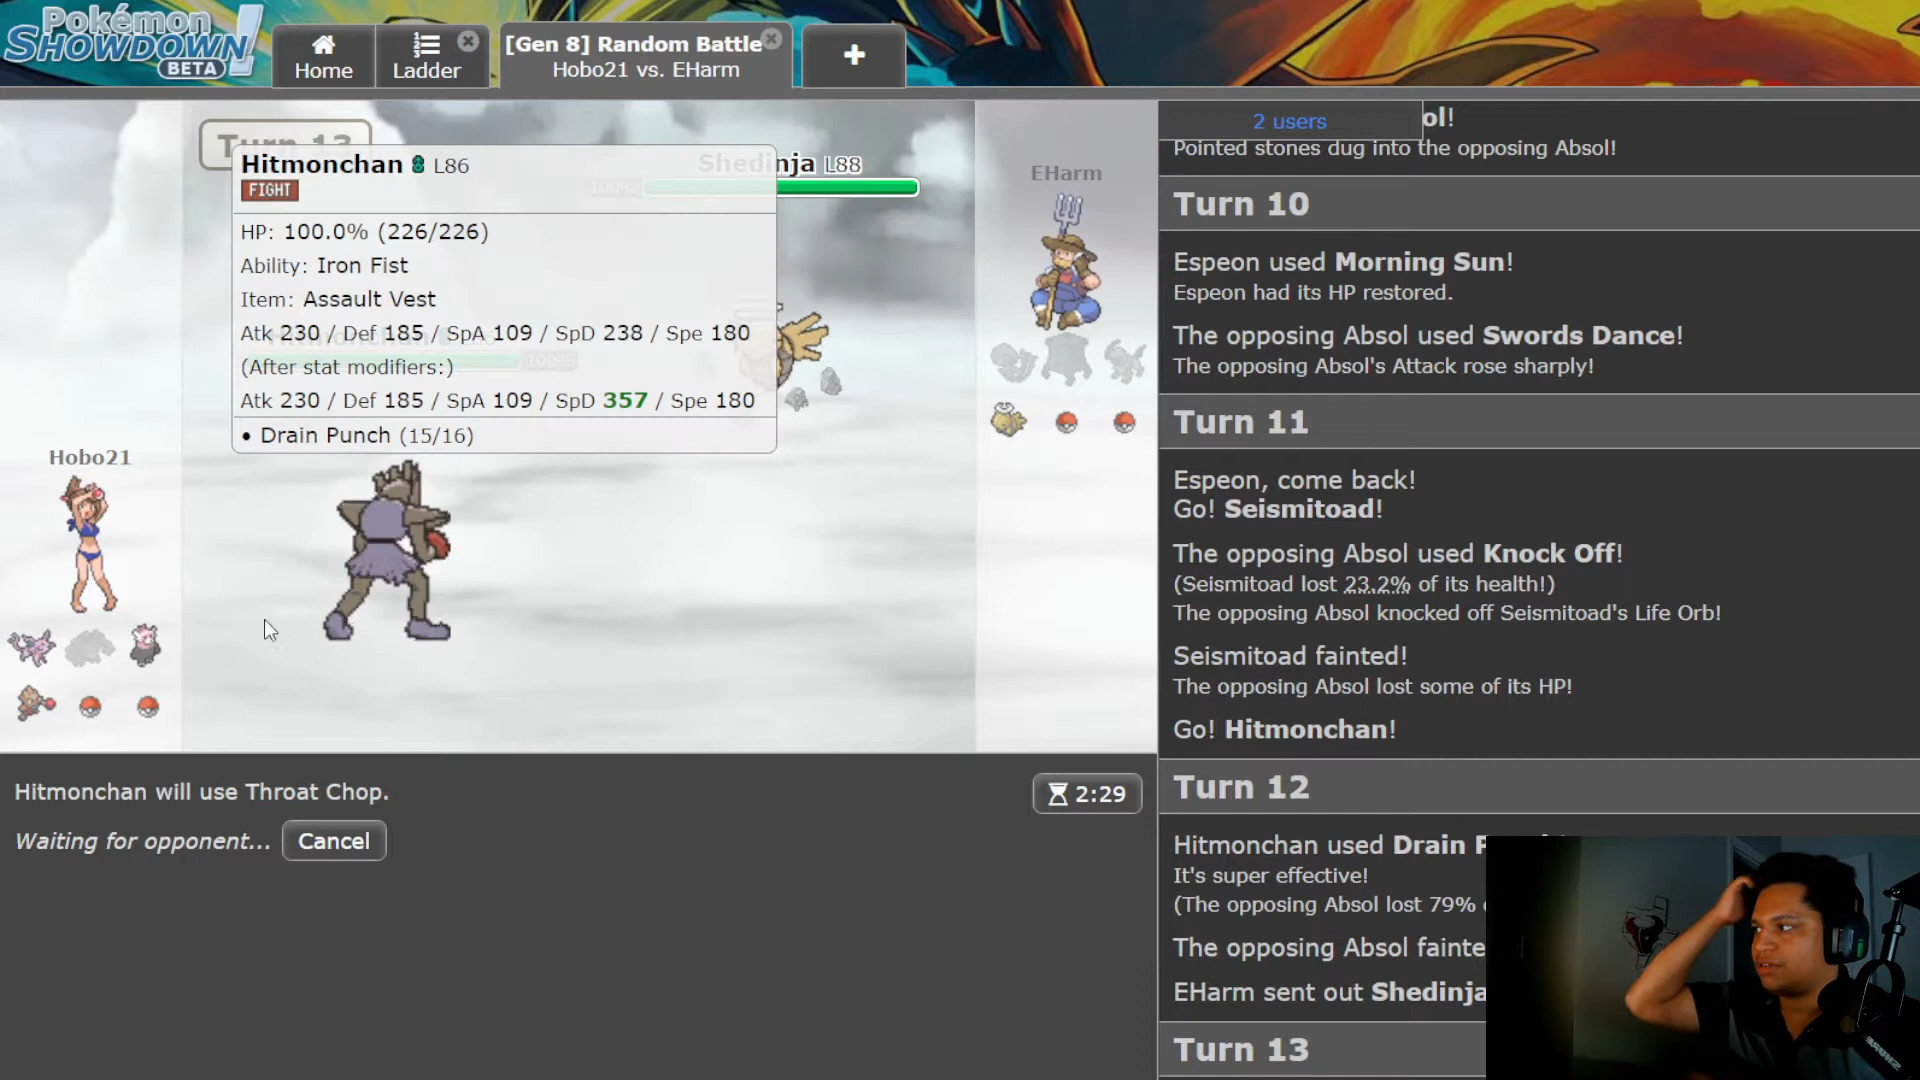 Pokémon
SHOWDOWN!
BETA
Home
Ladder
[Gen 8] Random Battle
Hobo21 vs. EHarm
+
Turn 13
Hitmonchan L86
FIGHT
HP: 100.0% (226/226)
Ability: Iron Fist
Item: Assault Vest
Atk 230 / Def 185 / SpA 109 / SpD 238 / Spe 180
(After stat modifiers:)
Atk 230 / Def 185 / SpA 109 / SpD 357 / Spe 180
• Drain Punch (15/16)
Shedinja L88
100%
100%
EHarm
Hobo21
Hitmonchan will use Throat Chop.
Waiting for opponent... Cancel
2:29
2 users
ol!
Pointed stones dug into the opposing Absol!
Turn 10
Espeon used Morning Sun!
Espeon had its HP restored.
The opposing Absol used Swords Dance!
The opposing Absol's Attack rose sharply!
Turn 11
Espeon, come back!
Go! Seismitoad!
The opposing Absol used Knock Off!
(Seismitoad lost 23.2% of its health!)
The opposing Absol knocked off Seismitoad's Life Orb!
Seismitoad fainted!
The opposing Absol lost some of its HP!
Go! Hitmonchan!
Turn 12
Hitmonchan used Drain
It's super effective!
(The opposing Absol lost 79%
The opposing Absol fainte
EHarm sent out Shedinja
Turn 13